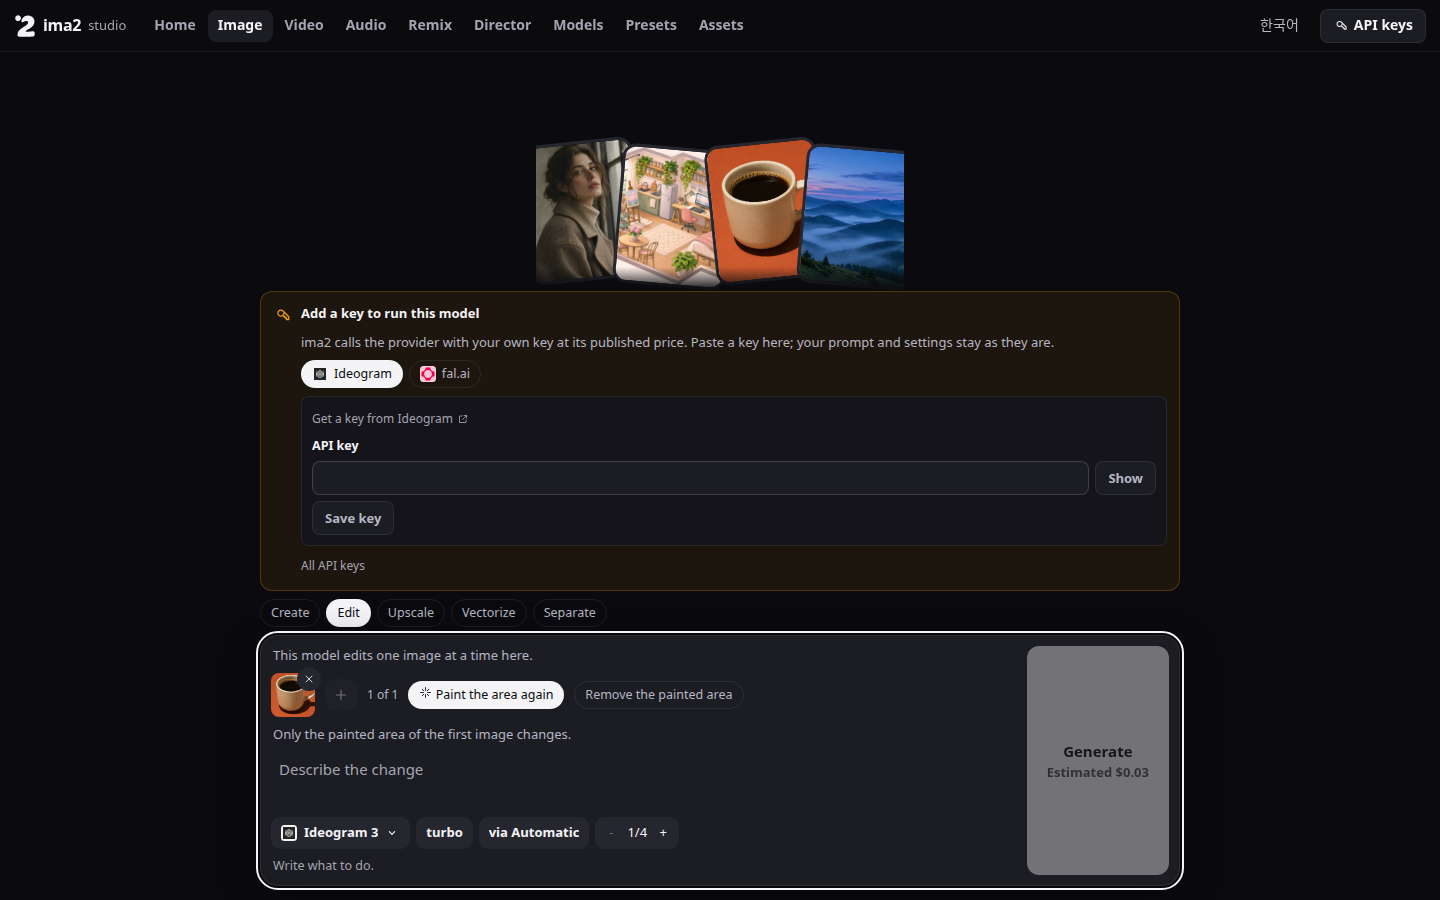 ima2 studio Home Image Video Audio Remix Director Models Presets Assets 한국어 API keys
Add a key to run this model
ima2 calls the provider with your own key at its published price. Paste a key here; your prompt and settings stay as they are.
Ideogram fal.ai
Get a key from Ideogram
API key
Show
Save key
All API keys
Create Edit Upscale Vectorize Separate
This model edits one image at a time here.
+ 1 of 1 Paint the area again Remove the painted area
Only the painted area of the first image changes.
Describe the change
Generate
Estimated $0.03
Ideogram 3 turbo via Automatic - 1/4 +
Write what to do.